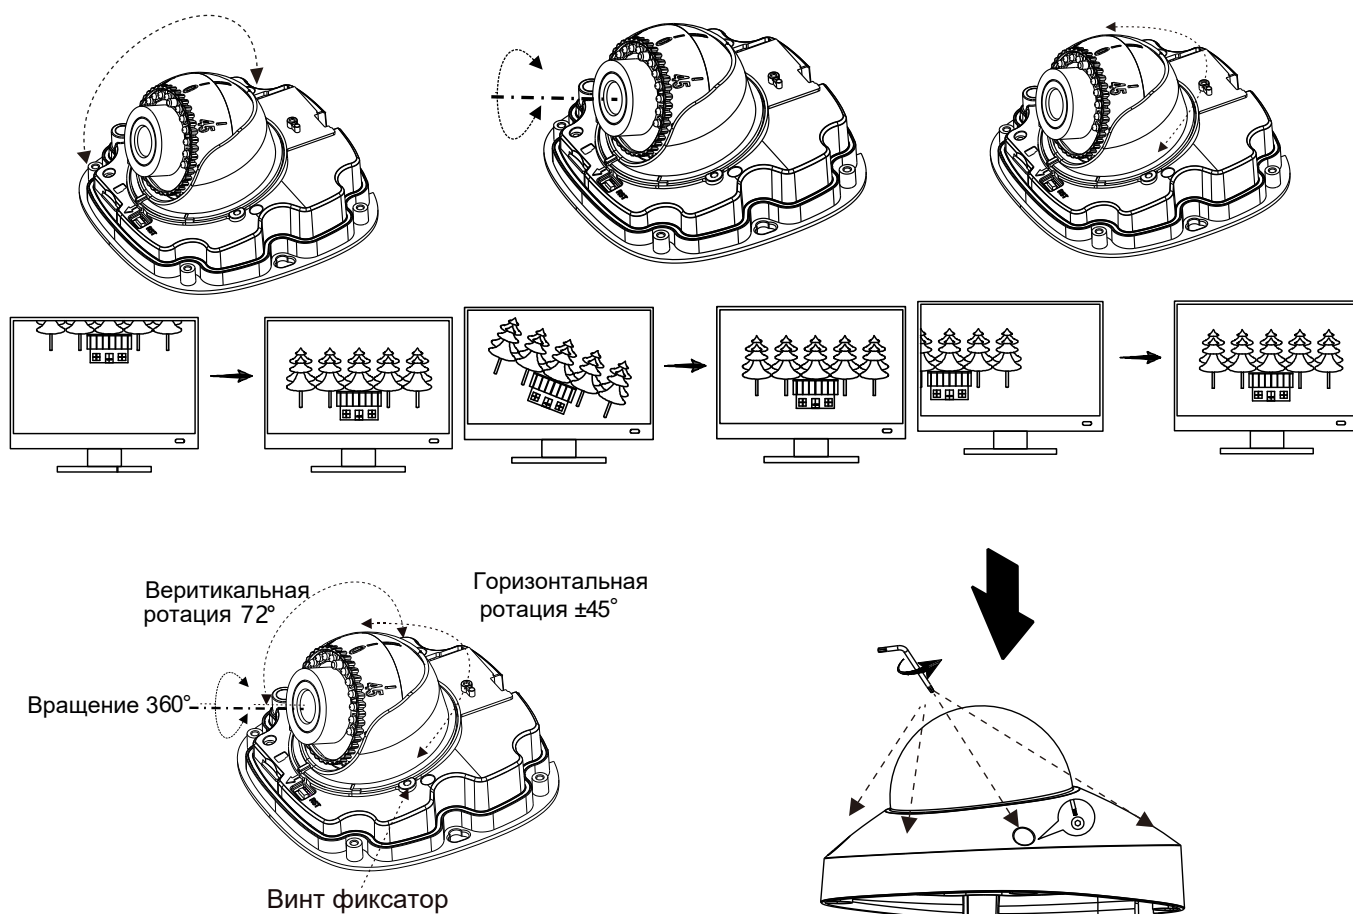 Веритикальная
ротация 72°
Горизонтальная
ротация ±45°
Вращение 360°
Винт фиксатор